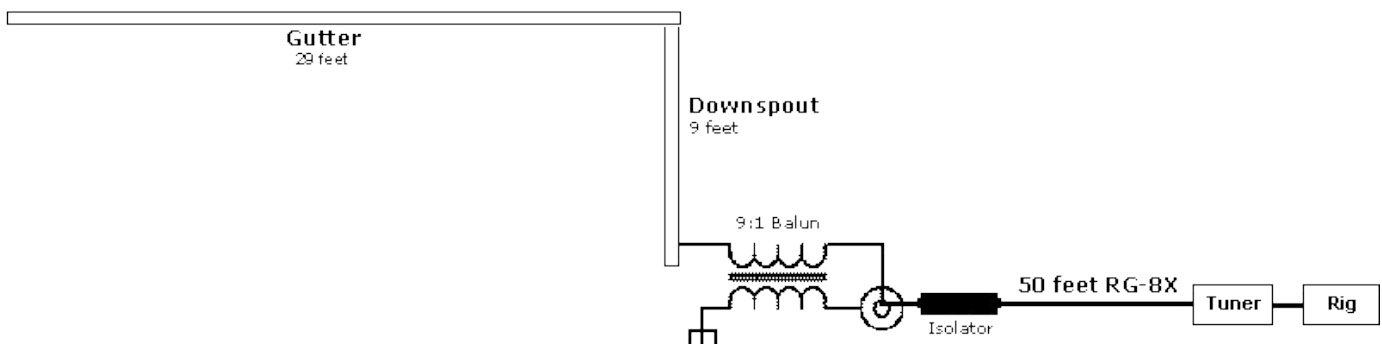 Gutter
29 feet
Downspout
9 feet
9:1 Balun
50 feet RG-8X
Isolator
Tuner
Rig